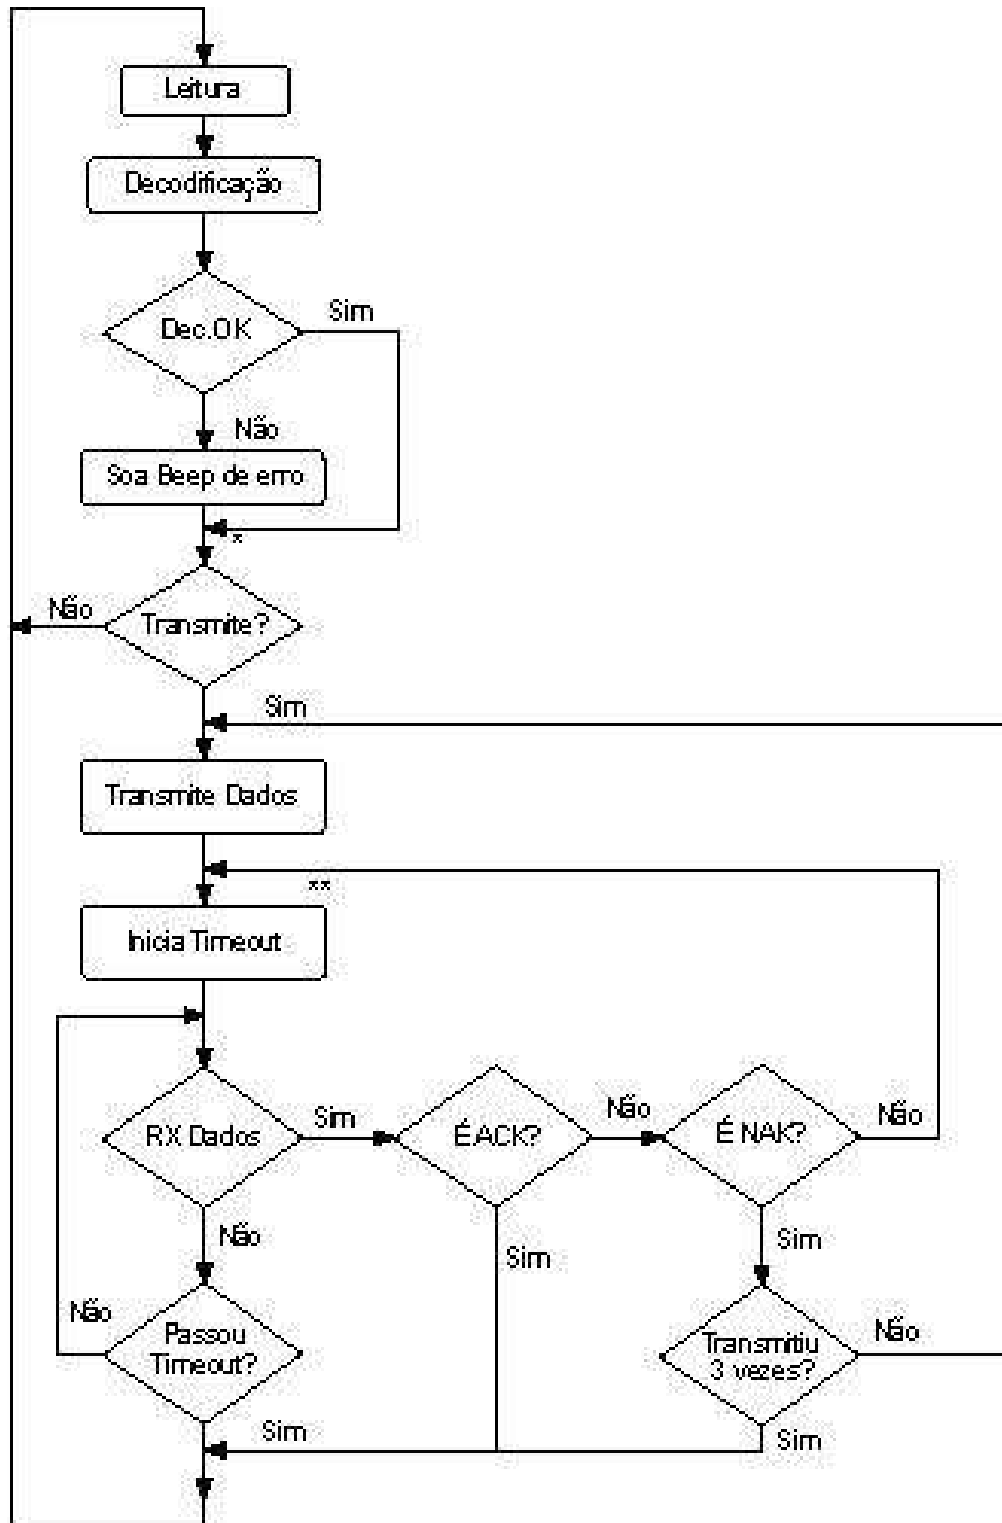 Leitura
Decodificação
Dec.OK
Sim
Não
Soa Beep de erro
*
Não
Transmite?
Sim
Transmite Dados
**
Inicia Timeout
RX Dados
Sim
É ACK?
Não
É NAK?
Não
Não
Sim
Sim
Não
Passou
Timeout?
Transmitiu
3 vezes?
Não
Sim
Sim